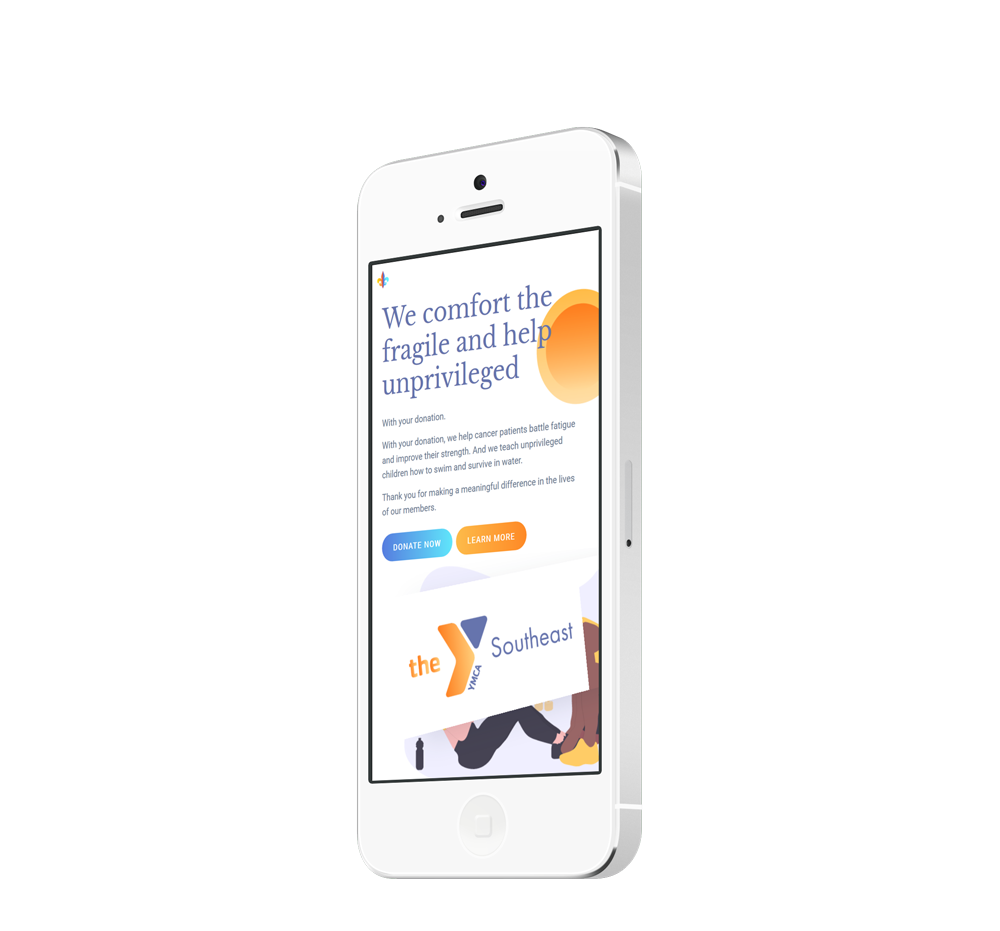 We comfort the
fragile and help
unprivileged
With your donation.
With your donation, we help cancer patients battle fatigue
and improve their strength. And we teach unprivileged
children how to swim and survive in water.
Thank you for making a meaningful difference in the lives
of our members.
DONATE NOW LEARN MORE
the YMCA Southeast